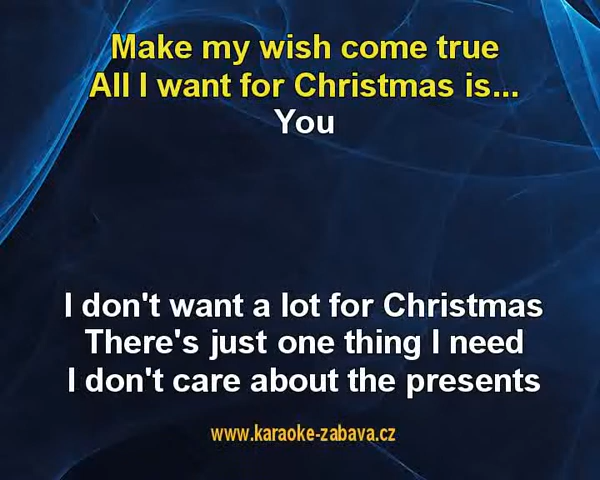 Make my wish come true
All I want for Christmas is...
You
I don't want a lot for Christmas
There's just one thing I need
I don't care about the presents
www.karaoke-zabava.cz